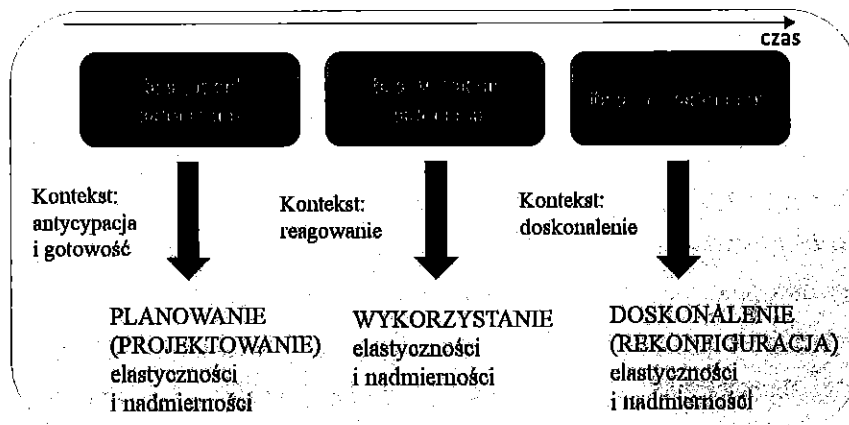 czas
Kontekst:
antycypacja
i gotowość
Kontekst:
reagowanie
Kontekst:
doskonalenie
PLANOWANIE
(PROJEKTOWANIE)
elastyczności
i nadmierności
WYKORZYSTANIE
elastyczności
i nadmierności
DOSKONALENIE
(REKONFIGURACJA)
elastyczności
i nadmierności